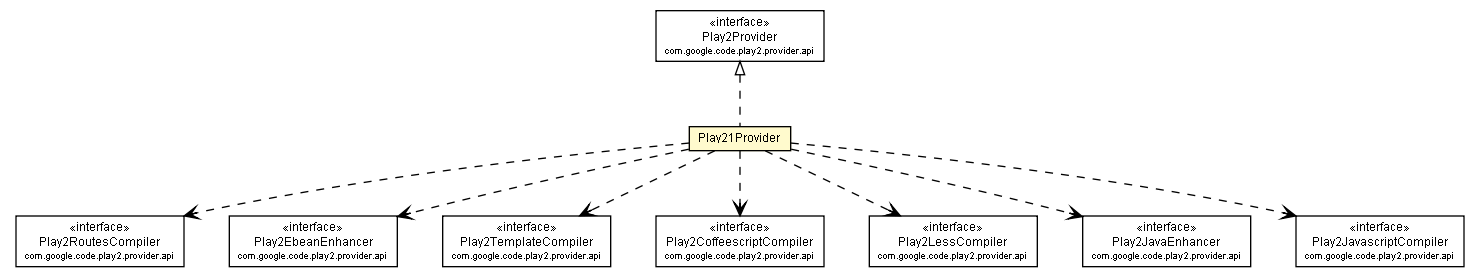 «interface»
Play2Provider
com.google.code.play2.provider.api
Play21Provider
«interface»
Play2RoutesCompiler
com.google.code.play2.provider.api
«interface»
Play2EbeanEnhancer
com.google.code.play2.provider.api
«interface»
Play2TemplateCompiler
com.google.code.play2.provider.api
«interface»
Play2CoffeescriptCompiler
com.google.code.play2.provider.api
«interface»
Play2LessCompiler
com.google.code.play2.provider.api
«interface»
Play2JavaEnhancer
com.google.code.play2.provider.api
«interface»
Play2JavascriptCompiler
com.google.code.play2.provider.api